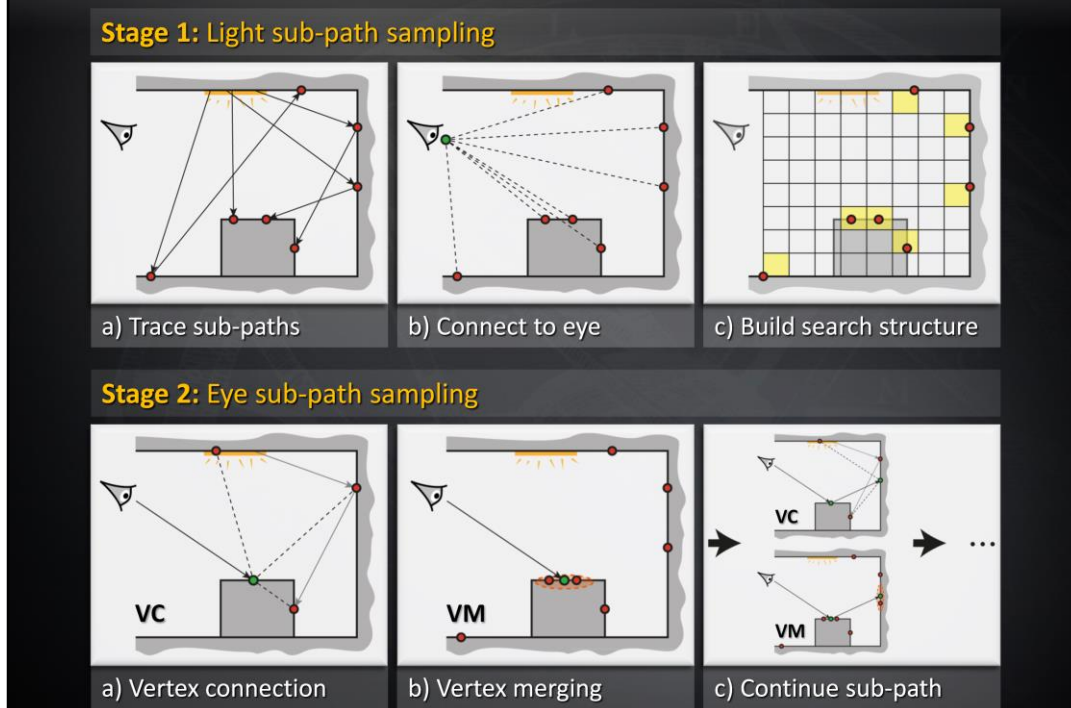 Stage 1: Light sub-path sampling
a) Trace sub-paths
b) Connect to eye
c) Build search structure
Stage 2: Eye sub-path sampling
VC
VM
VC
VM
...
a) Vertex connection
b) Vertex merging
c) Continue sub-path